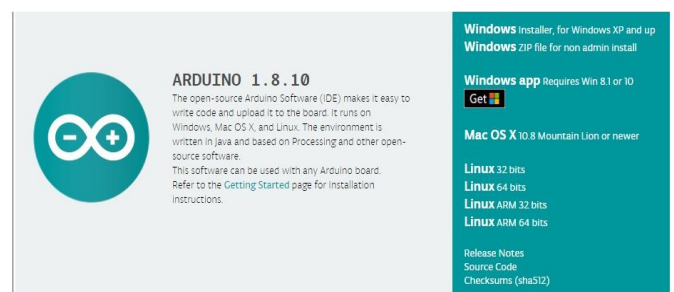 ARDUINO 1.8.10
The open-source Arduino Software (IDE) makes it easy to
write code and upload it to the board. It runs on
Windows, Mac OS X, and Linux. The environment is
written in Java and based on Processing and other open-
source software.
This software can be used with any Arduino board.
Refer to the Getting Started page for Installation
instructions.
Windows Installer, for Windows XP and up
Windows ZIP file for non admin install
Windows app Requires Win 8.1 or 10
Get
Mac OS X 10.8 Mountain Lion or newer
Linux 32 bits
Linux 64 bits
Linux ARM 32 bits
Linux ARM 64 bits
Release Notes
Source Code
Checksums (sha512)